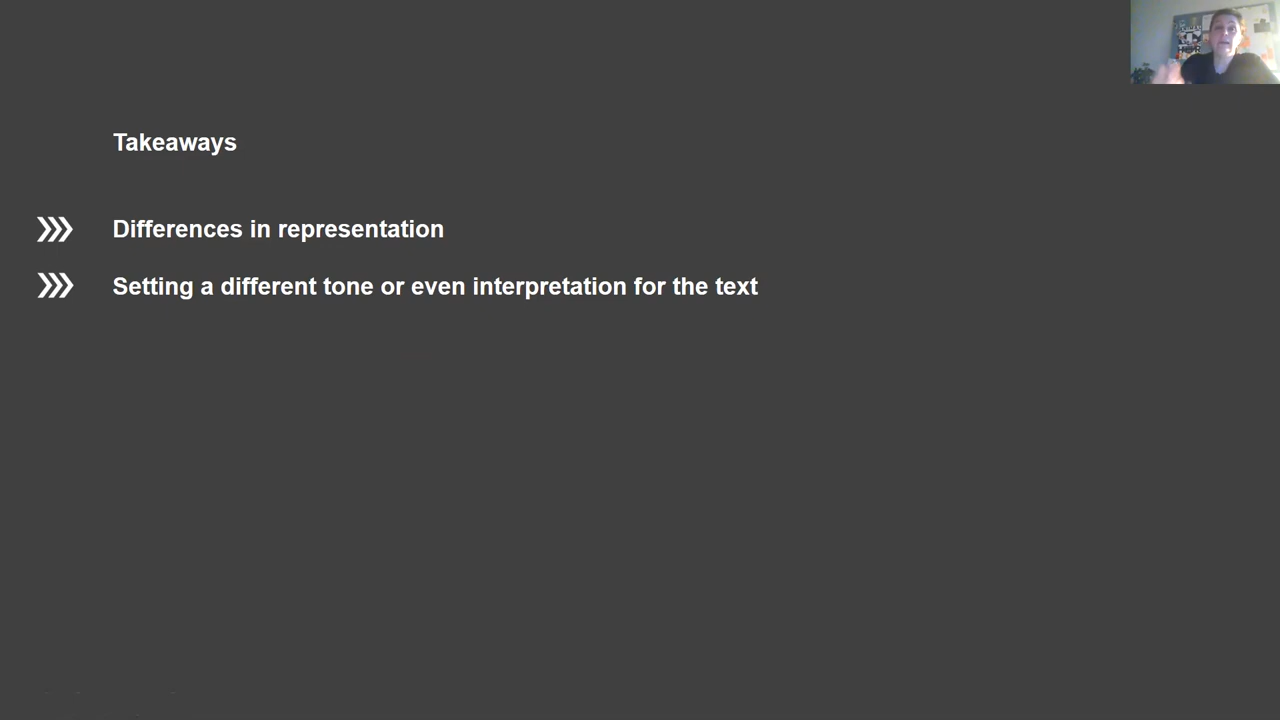 Takeaways
Differences in representation
Setting a different tone or even interpretation for the text